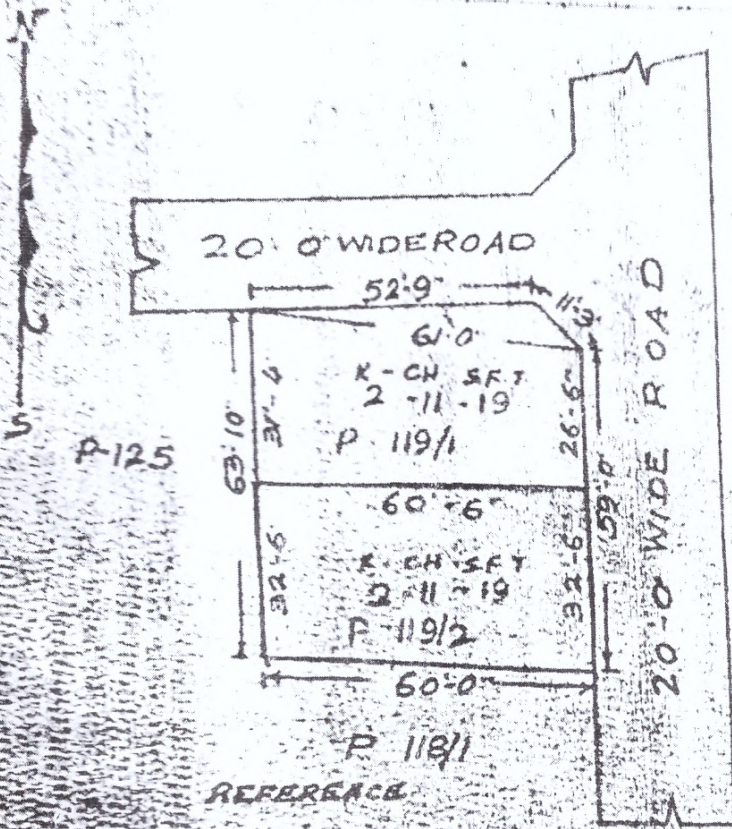 N
20'-0" WIDE ROAD
52'-9"
61'-0"
K - CH SFT
2 - 11 - 19
P 119/1
31'-4
26'-6"
63'-10"
S
P-125
60'-6"
K - CH SFT
2 - 11 - 19
P-119/2
32'-6"
32'-6"
59'-0"
20'-0 WIDE ROAD
60'-0"
P 118/1
REFERENCE